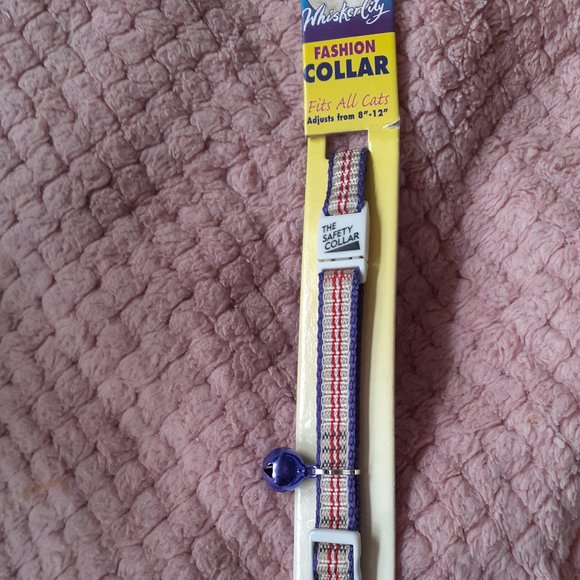 WhiskerCity
FASHION
COLLAR
Fits All Cats
Adjusts from 8"-12"
THE
SAFETY
COLLAR